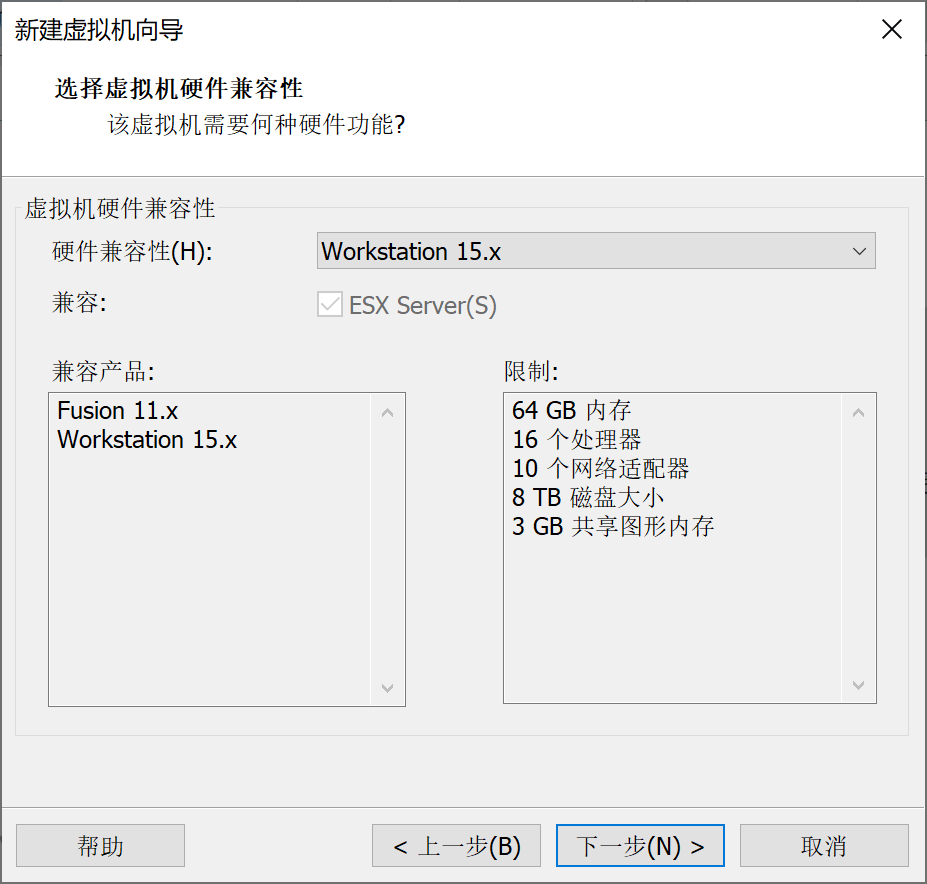 新建虚拟机向导
选择虚拟机硬件兼容性
该虚拟机需要何种硬件功能?
虚拟机硬件兼容性
硬件兼容性(H):
Workstation 15.x
兼容:
ESX Server(S)
兼容产品:
Fusion 11.x
Workstation 15.x
限制:
64 GB 内存
16 个处理器
10 个网络适配器
8 TB 磁盘大小
3 GB 共享图形内存
帮助
< 上一步(B)
下一步(N) >
取消